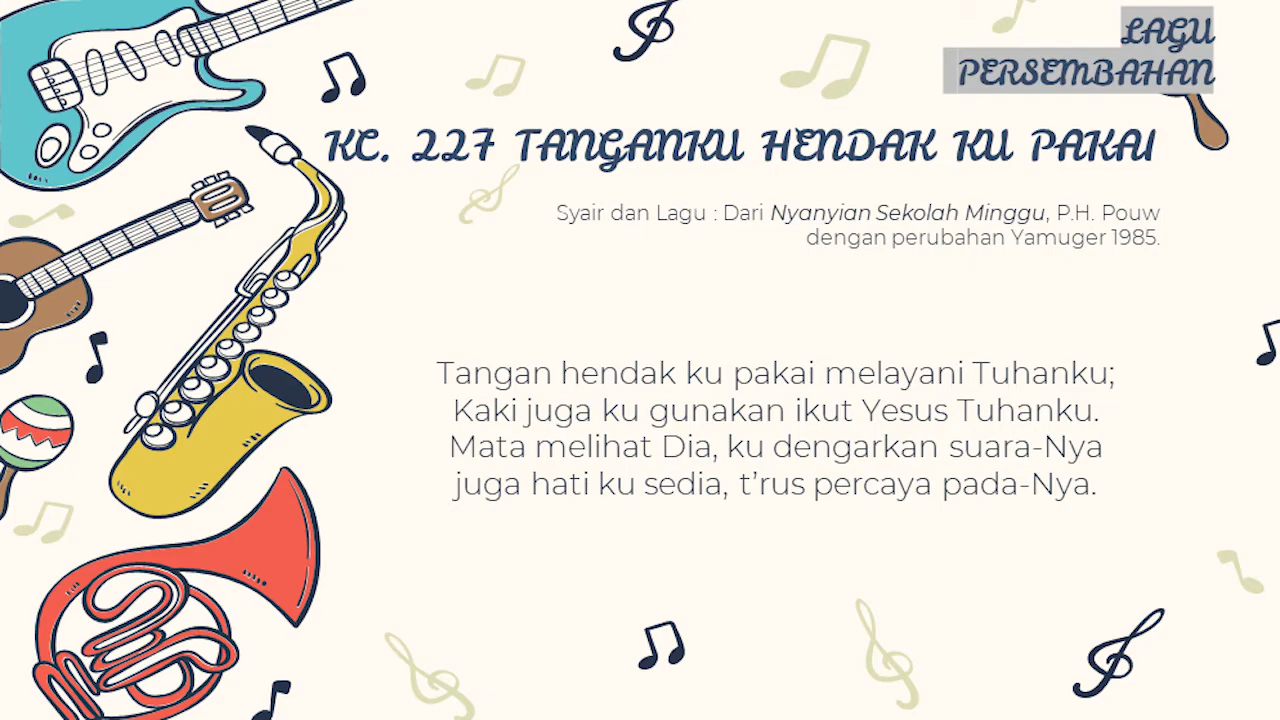 LAGU
PERSEMBAHAN
KC. 227 TANGANKU HENDAK KU PAKAI
Syair dan Lagu : Dari Nyanyian Sekolah Minggu, P.H. Pouw
dengan perubahan Yamuger 1985.
Tangan hendak ku pakai melayani Tuhanku;
Kaki juga ku gunakan ikut Yesus Tuhanku.
Mata melihat Dia, ku dengarkan suara-Nya
juga hati ku sedia, t’rus percaya pada-Nya.